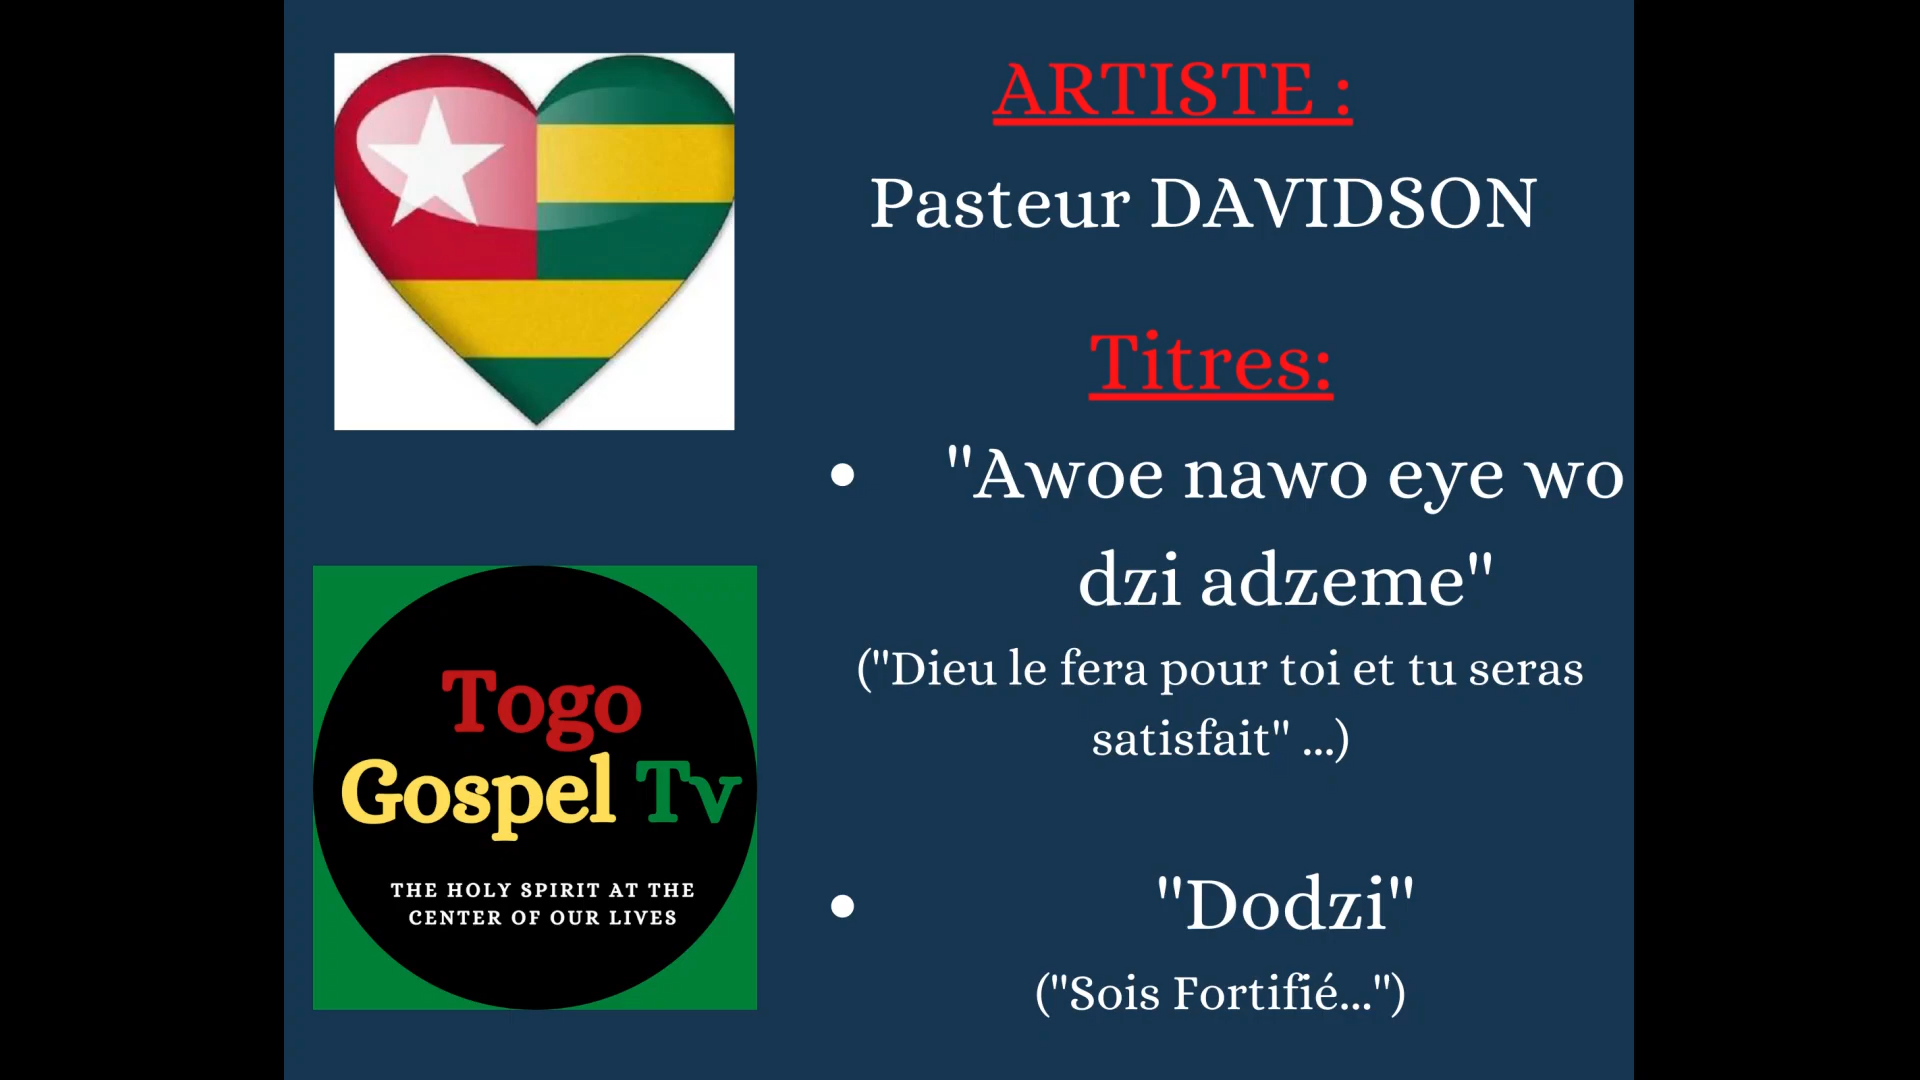 ARTISTE :
Pasteur DAVIDSON
Titres:
• "Awoe nawo eye wo
dzi adzeme"
("Dieu le fera pour toi et tu seras
satisfait" ...)
• "Dodzi"
("Sois Fortifié...")
Togo
Gospel Tv
THE HOLY SPIRIT AT THE
CENTER OF OUR LIVES